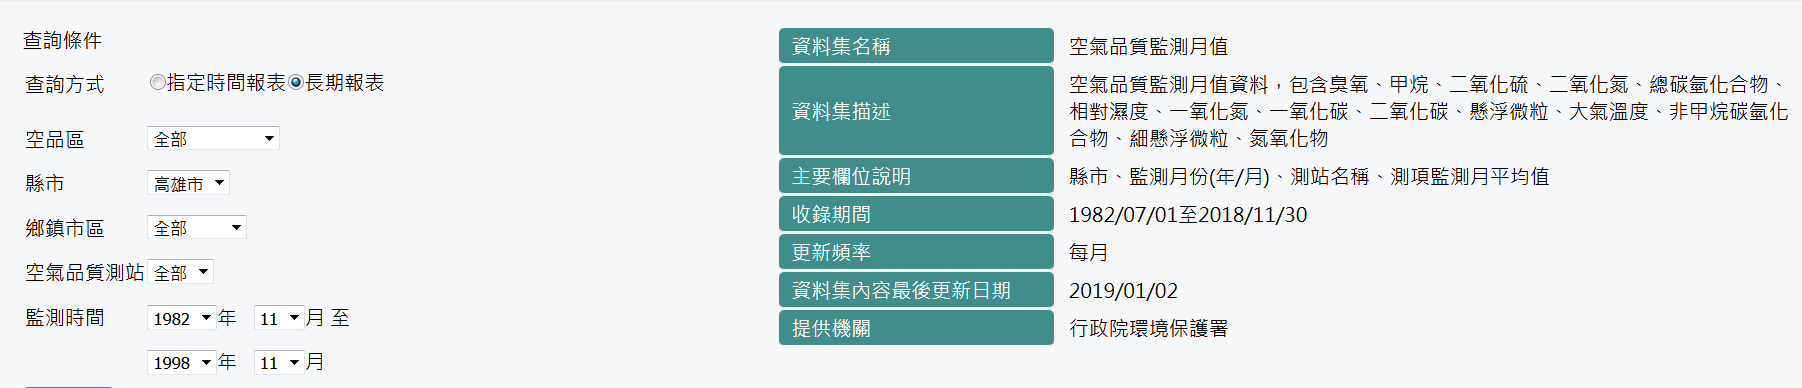 查詢條件
查詢方式 指定時間報表 長期報表
空品區 全部
縣市 高雄市
鄉鎮市區 全部
空氣品質測站 全部
監測時間 1982 年 11 月 至
1998 年 11 月
資料集名稱 空氣品質監測月值
資料集描述 空氣品質監測月值資料，包含臭氧、甲烷、二氧化硫、二氧化氮、總碳氫化合物、
相對濕度、一氧化氮、一氧化碳、二氧化碳、懸浮微粒、大氣溫度、非甲烷碳氫化
合物、細懸浮微粒、氮氧化物
主要欄位說明 縣市、監測月份(年/月)、測站名稱、測項監測月平均值
收錄期間 1982/07/01至2018/11/30
更新頻率 每月
資料集內容最後更新日期 2019/01/02
提供機關 行政院環境保護署